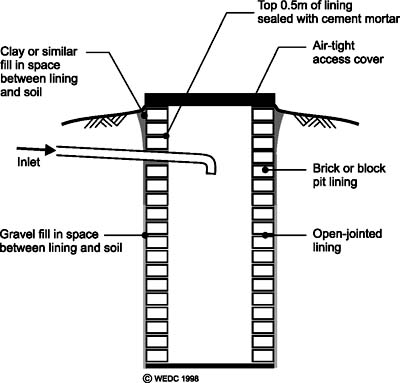 Top 0.5m of lining
sealed with cement mortar
Clay or similar
fill in space
between lining
and soil
Air-tight
access cover
Inlet
Brick or block
pit lining
Gravel fill in space
between lining and soil
Open-jointed
lining
© WEDC 1998